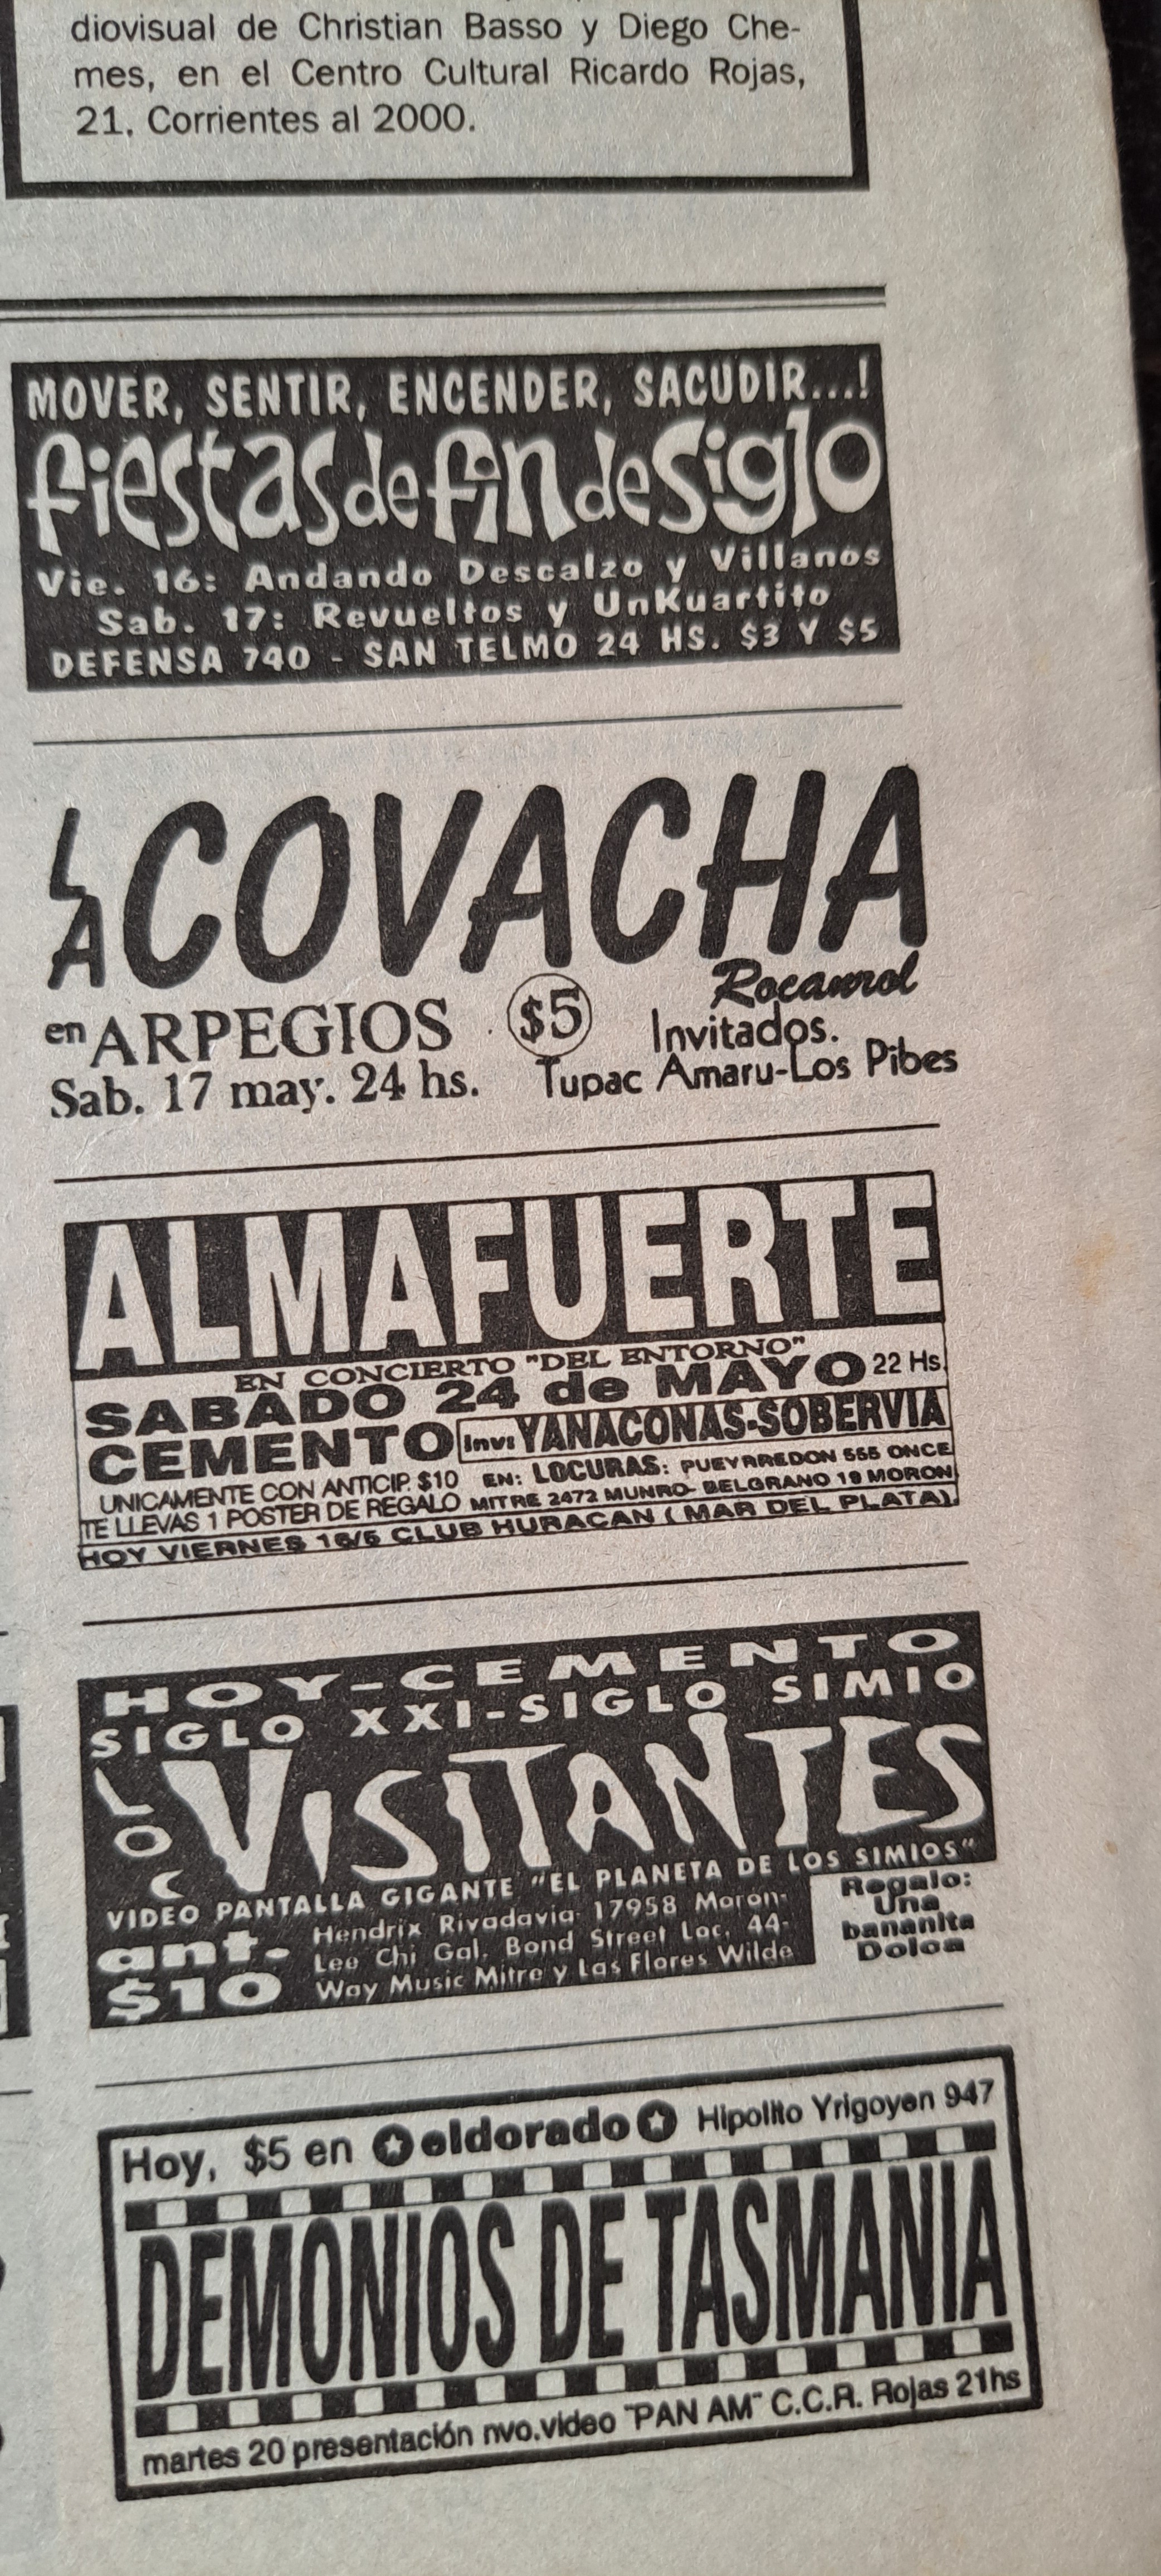 diovisual de Christian Basso y Diego Che-
mes, en el Centro Cultural Ricardo Rojas,
21, Corrientes al 2000.
MOVER, SENTIR, ENCENDER, SACUDIR...!
fiestas de fin de siglo
Vie. 16: Andando Descalzo y Villanos
Sab. 17: Revueltos y UnKuartito
DEFENSA 740 - SAN TELMO 24 HS. $3 Y $5
LA COVACHA
Rocanrol
en ARPEGIOS $5 Invitados.
Sab. 17 may. 24 hs. Tupac Amaru-Los Pibes
ALMAFUERTE
EN CONCIERTO "DEL ENTORNO"
SABADO 24 de MAYO 22 Hs.
CEMENTO Inv: YANACONAS-SOBERVIA
UNICAMENTE CON ANTICIP. $10 EN: LOCURAS: PUEYRREDON 555 ONCE
TE LLEVAS 1 POSTER DE REGALO MITRE 2472 MUNRO- BELGRANO 19 MORON
HOY VIERNES 16/5 CLUB HURACAN ( MAR DEL PLATA).
HOY-CEMENTO
SIGLO XXI-SIGLO SIMIO
LOS VISITANTES
VIDEO PANTALLA GIGANTE "EL PLANETA DE LOS SIMIOS"
ant. $10
Hendrix Rivadavia 17958 Moron-
Lee Chi Gal. Bond Street Loc. 44-
Way Music Mitre y Las Flores Wilde
Regalo:
Una
bananita
Dolca
Hoy, $5 en eldorado Hipolito Yrigoyen 947
DEMONIOS DE TASMANIA
martes 20 presentación nvo.video "PAN AM" C.C.R. Rojas 21hs